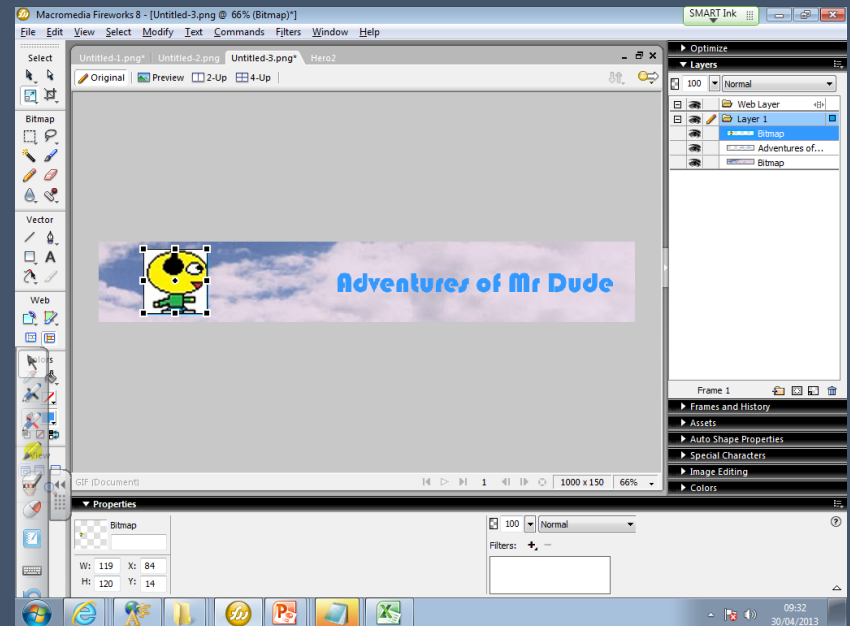 Macromedia Fireworks 8 - [Untitled-3.png @ 66% (Bitmap)*]
SMART Ink
File Edit View Select Modify Text Commands Filters Window Help
Select
Untitled-1.png* Untitled-2.png Untitled-3.png* Hero2
Original Preview 2-Up 4-Up
Optimize
Layers
100 Normal
Web Layer
Layer 1
Bitmap
Adventures of...
Bitmap
Bitmap
Vector
Web
Colors
View
Adventures of Mr Dude
Frame 1
Frames and History
Assets
Auto Shape Properties
Special Characters
Image Editing
Colors
GIF (Document)
1 1000 x 150 66%
Properties
Bitmap
100 Normal
Filters:
W: 119 X: 84
H: 120 Y: 14
09:32
30/04/2013